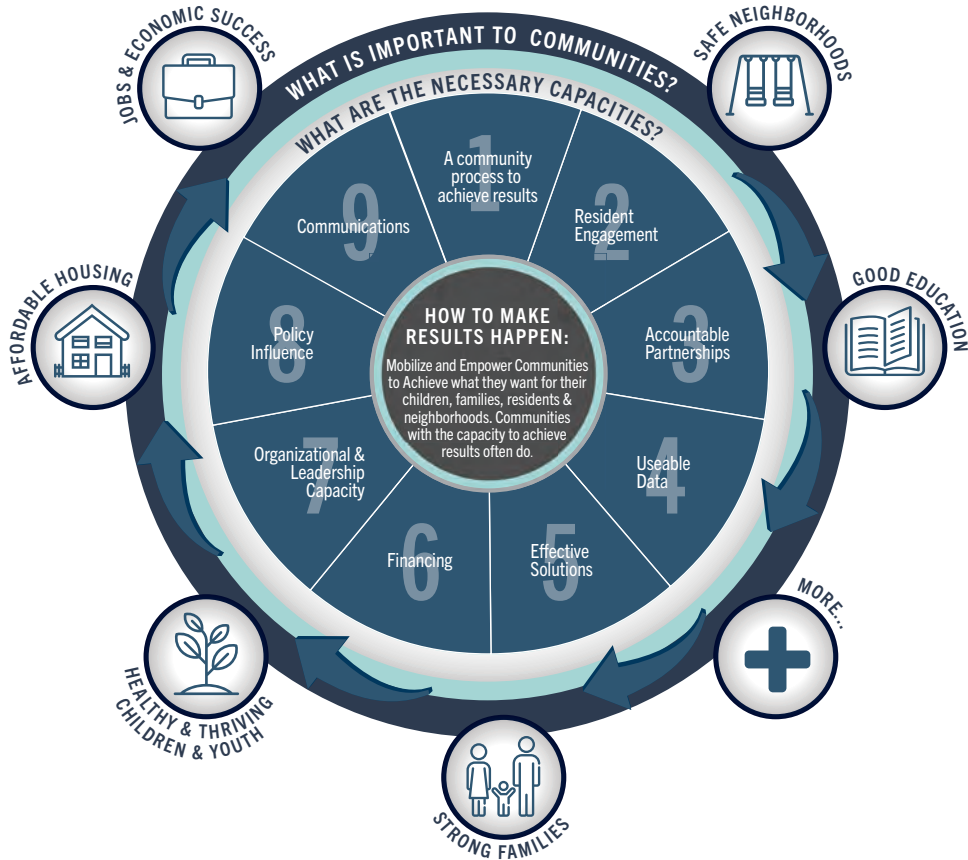 WHAT IS IMPORTANT TO COMMUNITIES?
WHAT ARE THE NECESSARY CAPACITIES?
JOBS & ECONOMIC SUCCESS
SAFE NEIGHBORHOODS
GOOD EDUCATION
MORE...
STRONG FAMILIES
HEALTHY & THRIVING
CHILDREN & YOUTH
AFFORDABLE HOUSING
1
A community
process to
achieve results
2
Resident
Engagement
3
Accountable
Partnerships
4
Useable
Data
5
Effective
Solutions
6
Financing
7
Organizational &
Leadership
Capacity
8
Policy
Influence
9
Communications
HOW TO MAKE
RESULTS HAPPEN:
Mobilize and Empower Communities
to Achieve what they want for their
children, families, residents &
neighborhoods. Communities
with the capacity to achieve
results often do.